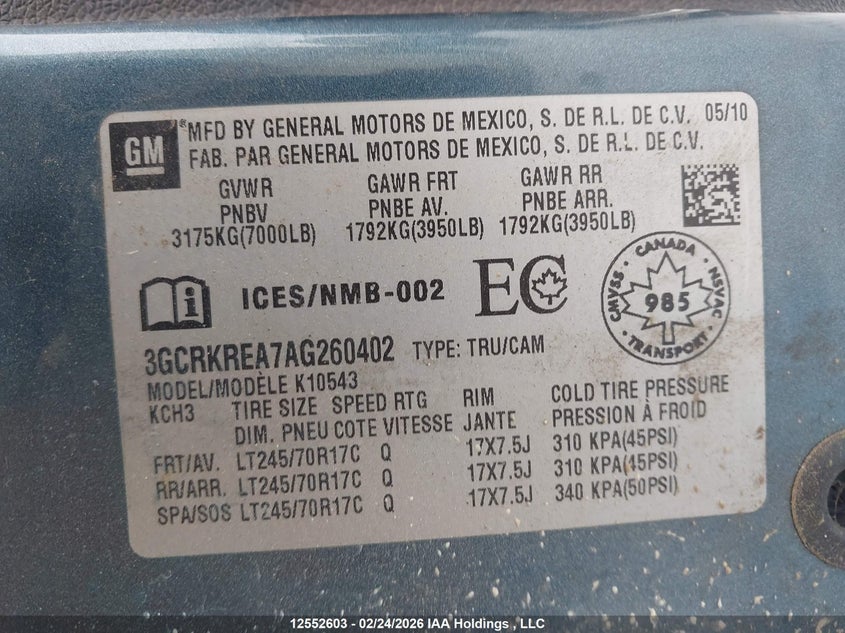 GM
®MFD BY GENERAL MOTORS DE MEXICO, S. DE R.L. DE C.V. 05/10
FAB. PAR GENERAL MOTORS DE MEXICO, S. DE R.L. DE C.V.
GVWR GAWR FRT GAWR RR
PNBV PNBE AV. PNBE ARR.
3175KG(7000LB) 1792KG(3950LB) 1792KG(3950LB)
i ICES/NMB-002 EC
CANADA
CMVSS 985 NSVAC
TRANSPORT
3GCRKREA7AG260402 TYPE: TRU/CAM
MODEL/MODÈLE K10543
KCH3 TIRE SIZE SPEED RTG RIM COLD TIRE PRESSURE
DIM. PNEU COTE VITESSE JANTE PRESSION À FROID
FRT/AV. LT245/70R17C Q 17X7.5J 310 KPA(45PSI)
RR/ARR. LT245/70R17C Q 17X7.5J 310 KPA(45PSI)
SPA/SOS LT245/70R17C Q 17X7.5J 340 KPA(50PSI)
12552603 - 02/24/2026 IAA Holdings , LLC